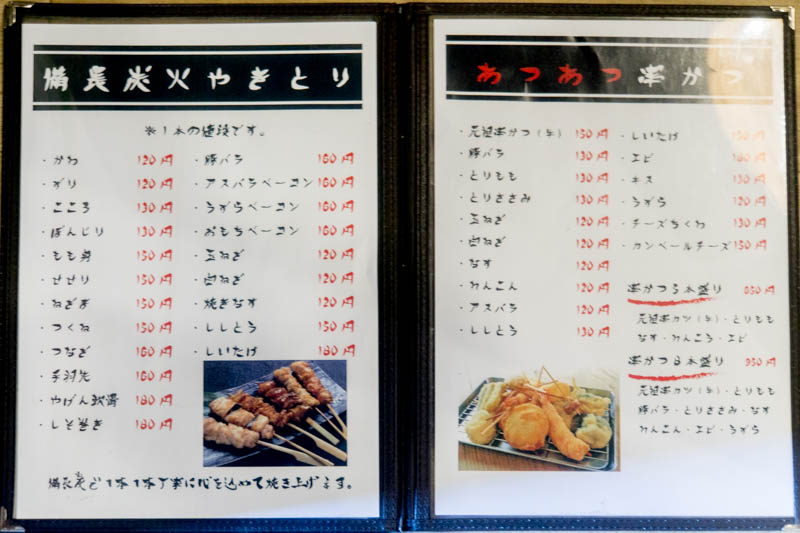 備長炭火やきとり
※1本の値段です。
・かわ 120円
・ずり 120円
・こころ 130円
・ぼんじり 130円
・もも身 150円
・せせり 150円
・ねぎま 150円
・つくね 150円
・つなぎ 160円
・手羽先 160円
・やげん軟骨 180円
・しそ巻き 180円
・豚バラ 160円
・アスパラベーコン 160円
・うずらベーコン 160円
・おもちベーコン 160円
・玉ねぎ 120円
・白ねぎ 120円
・焼きなす 120円
・ししとう 150円
・しいたけ 180円
備長炭で1本1本丁寧に心を込めて焼き上げます。
あつあつ串かつ
・元祖串かつ(牛) 150円
・豚バラ 130円
・とりもも 130円
・とりささみ 130円
・玉ねぎ 120円
・白ねぎ 120円
・なす 120円
・れんこん 120円
・アスパラ 120円
・ししとう 130円
・しいたけ 150円
・エビ 160円
・キス 130円
・うずら 120円
・チーズちくわ 130円
・カンベールチーズ 150円
串かつ5本盛り 650円
元祖串カツ(牛)・とりもも
なす・れんこん・エビ
串かつ8本盛り 950円
元祖串カツ(牛)・とりもも
豚バラ・とりささみ・なす
れんこん・エビ・うずら